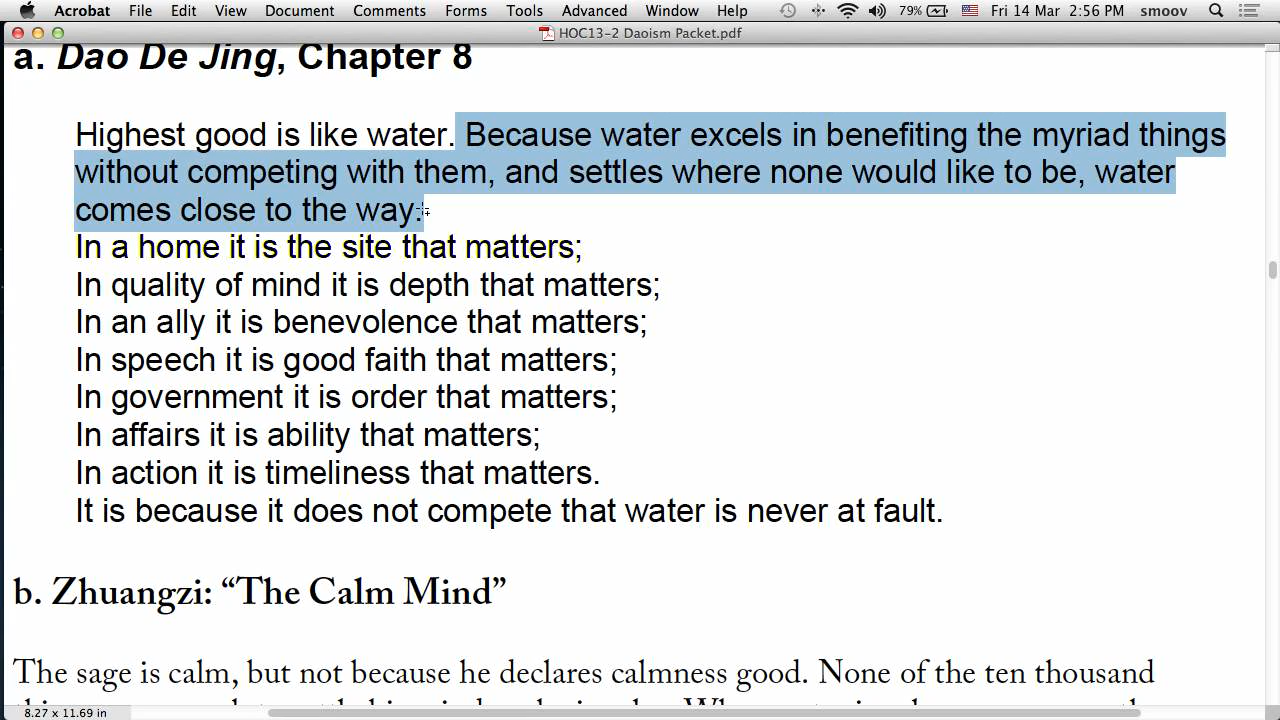 Acrobat File Edit View Document Comments Forms Tools Advanced Window Help 79% Fri 14 Mar 2:56 PM smoov
HOC13-2 Daoism Packet.pdf
a. Dao De Jing, Chapter 8
Highest good is like water. Because water excels in benefiting the myriad things
without competing with them, and settles where none would like to be, water
comes close to the way:
In a home it is the site that matters;
In quality of mind it is depth that matters;
In an ally it is benevolence that matters;
In speech it is good faith that matters;
In government it is order that matters;
In affairs it is ability that matters;
In action it is timeliness that matters.
It is because it does not compete that water is never at fault.
b. Zhuangzi: “The Calm Mind”
The sage is calm, but not because he declares calmness good. None of the ten thousand
8.27 x 11.69 in